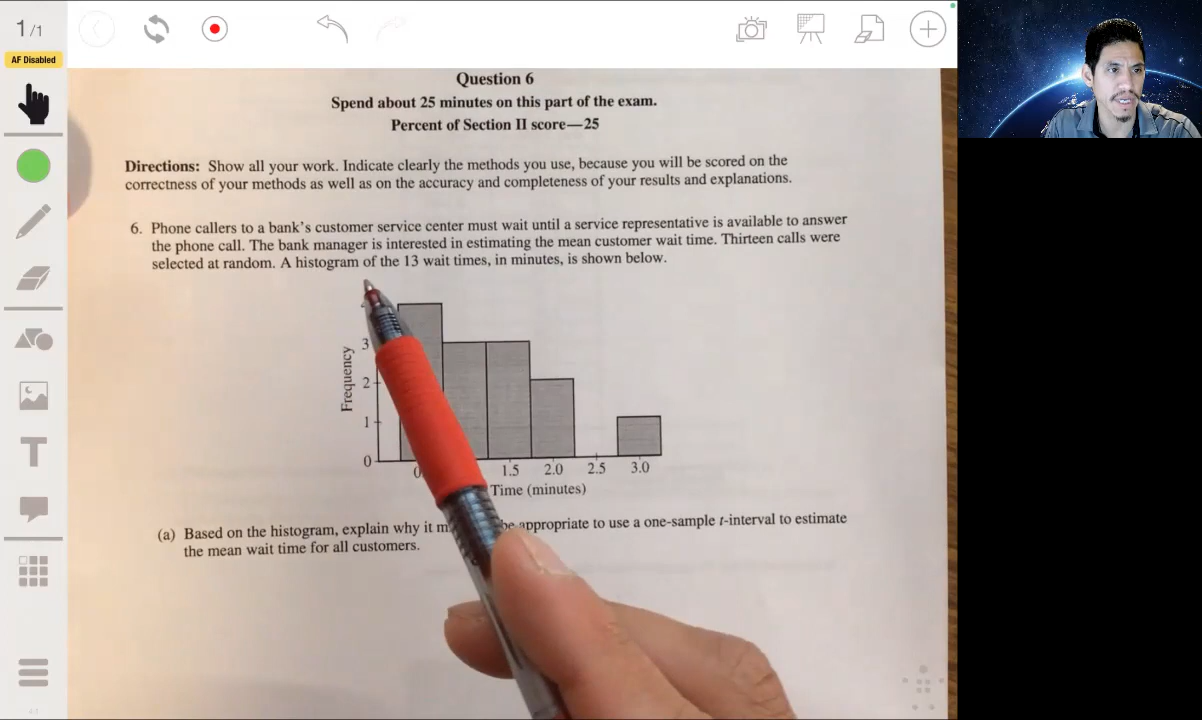 1/1
AF Disabled
T
Question 6
Spend about 25 minutes on this part of the exam.
Percent of Section II score—25
Directions: Show all your work. Indicate clearly the methods you use, because you will be scored on the
correctness of your methods as well as on the accuracy and completeness of your results and explanations.
6. Phone callers to a bank's customer service center must wait until a service representative is available to answer
the phone call. The bank manager is interested in estimating the mean customer wait time. Thirteen calls were
selected at random. A histogram of the 13 wait times, in minutes, is shown below.
3
2
1
0
Frequency
1.5 2.0 2.5 3.0
Time (minutes)
(a) Based on the histogram, explain why it be appropriate to use a one-sample t-interval to estimate
the mean wait time for all customers.